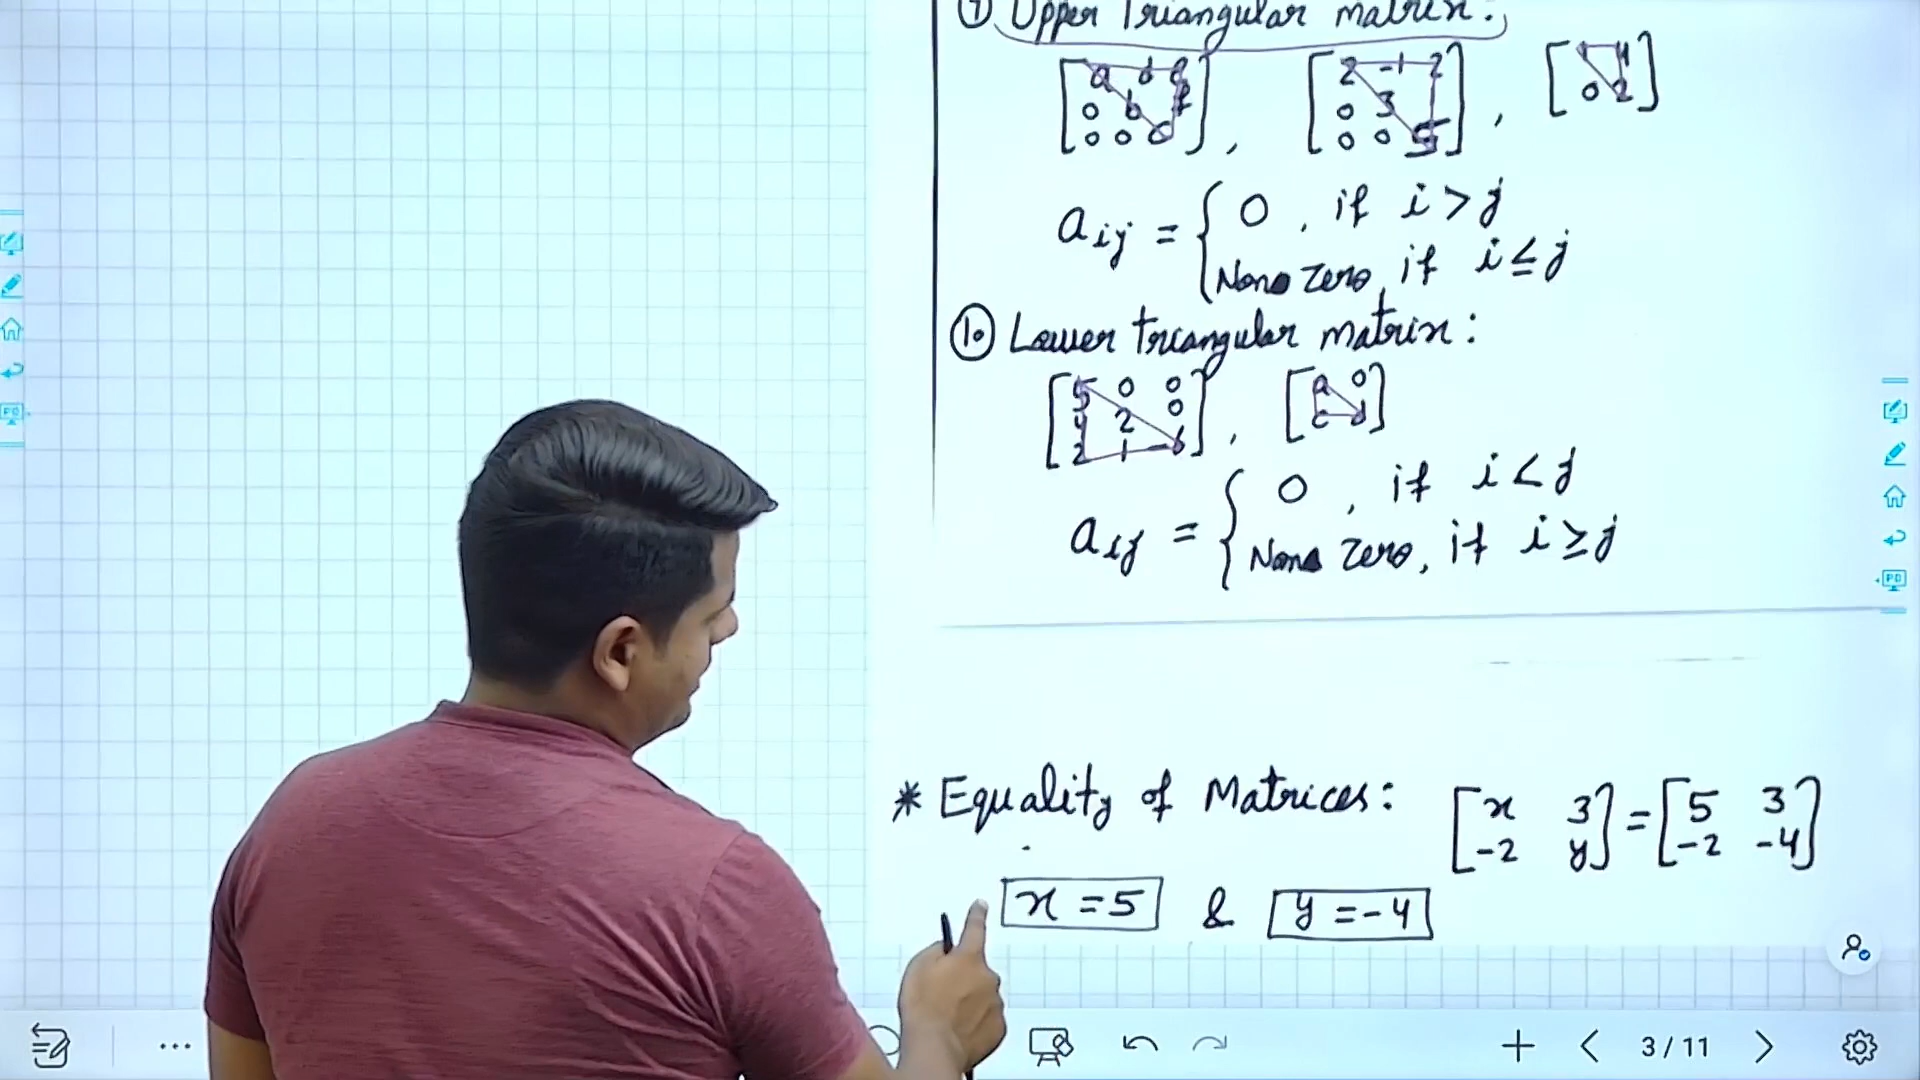 Upper Triangular matrix:
[a d e
0 b f
0 0 c], [2 -1 2
0 3
0 0 5], [1 4
0 2]
aij = { 0, if i > j
Non zero, if i ≤ j
⑩ Lower triangular matrix:
[5 0 0
4 2 0
2 1 6], [a 0
c d]
aij = { 0, if i < j
Non zero, if i ≥ j
* Equality of Matrices: [x 3
-2 y] = [5 3
-2 -4]
x = 5 & y = -4
3 / 11